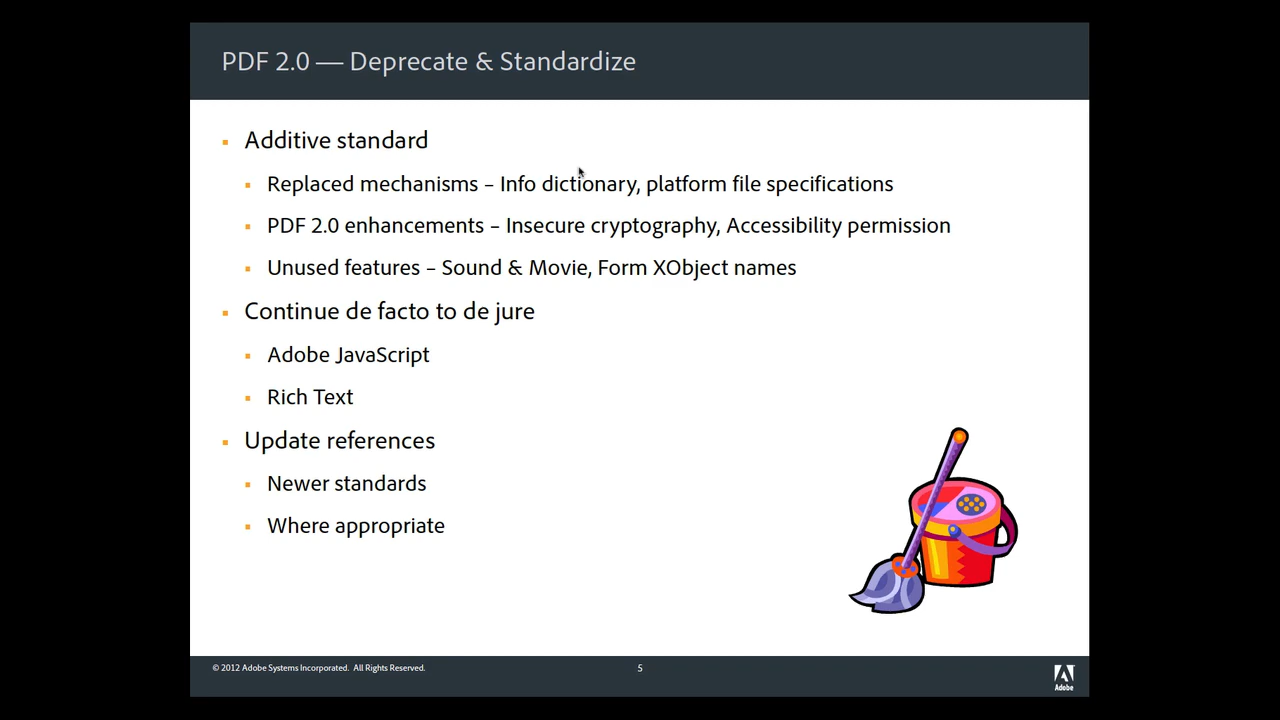 PDF 2.0 — Deprecate & Standardize
Additive standard
Replaced mechanisms – Info dictionary, platform file specifications
PDF 2.0 enhancements – Insecure cryptography, Accessibility permission
Unused features – Sound & Movie, Form XObject names
Continue de facto to de jure
Adobe JavaScript
Rich Text
Update references
Newer standards
Where appropriate
© 2012 Adobe Systems Incorporated. All Rights Reserved.
5
Adobe